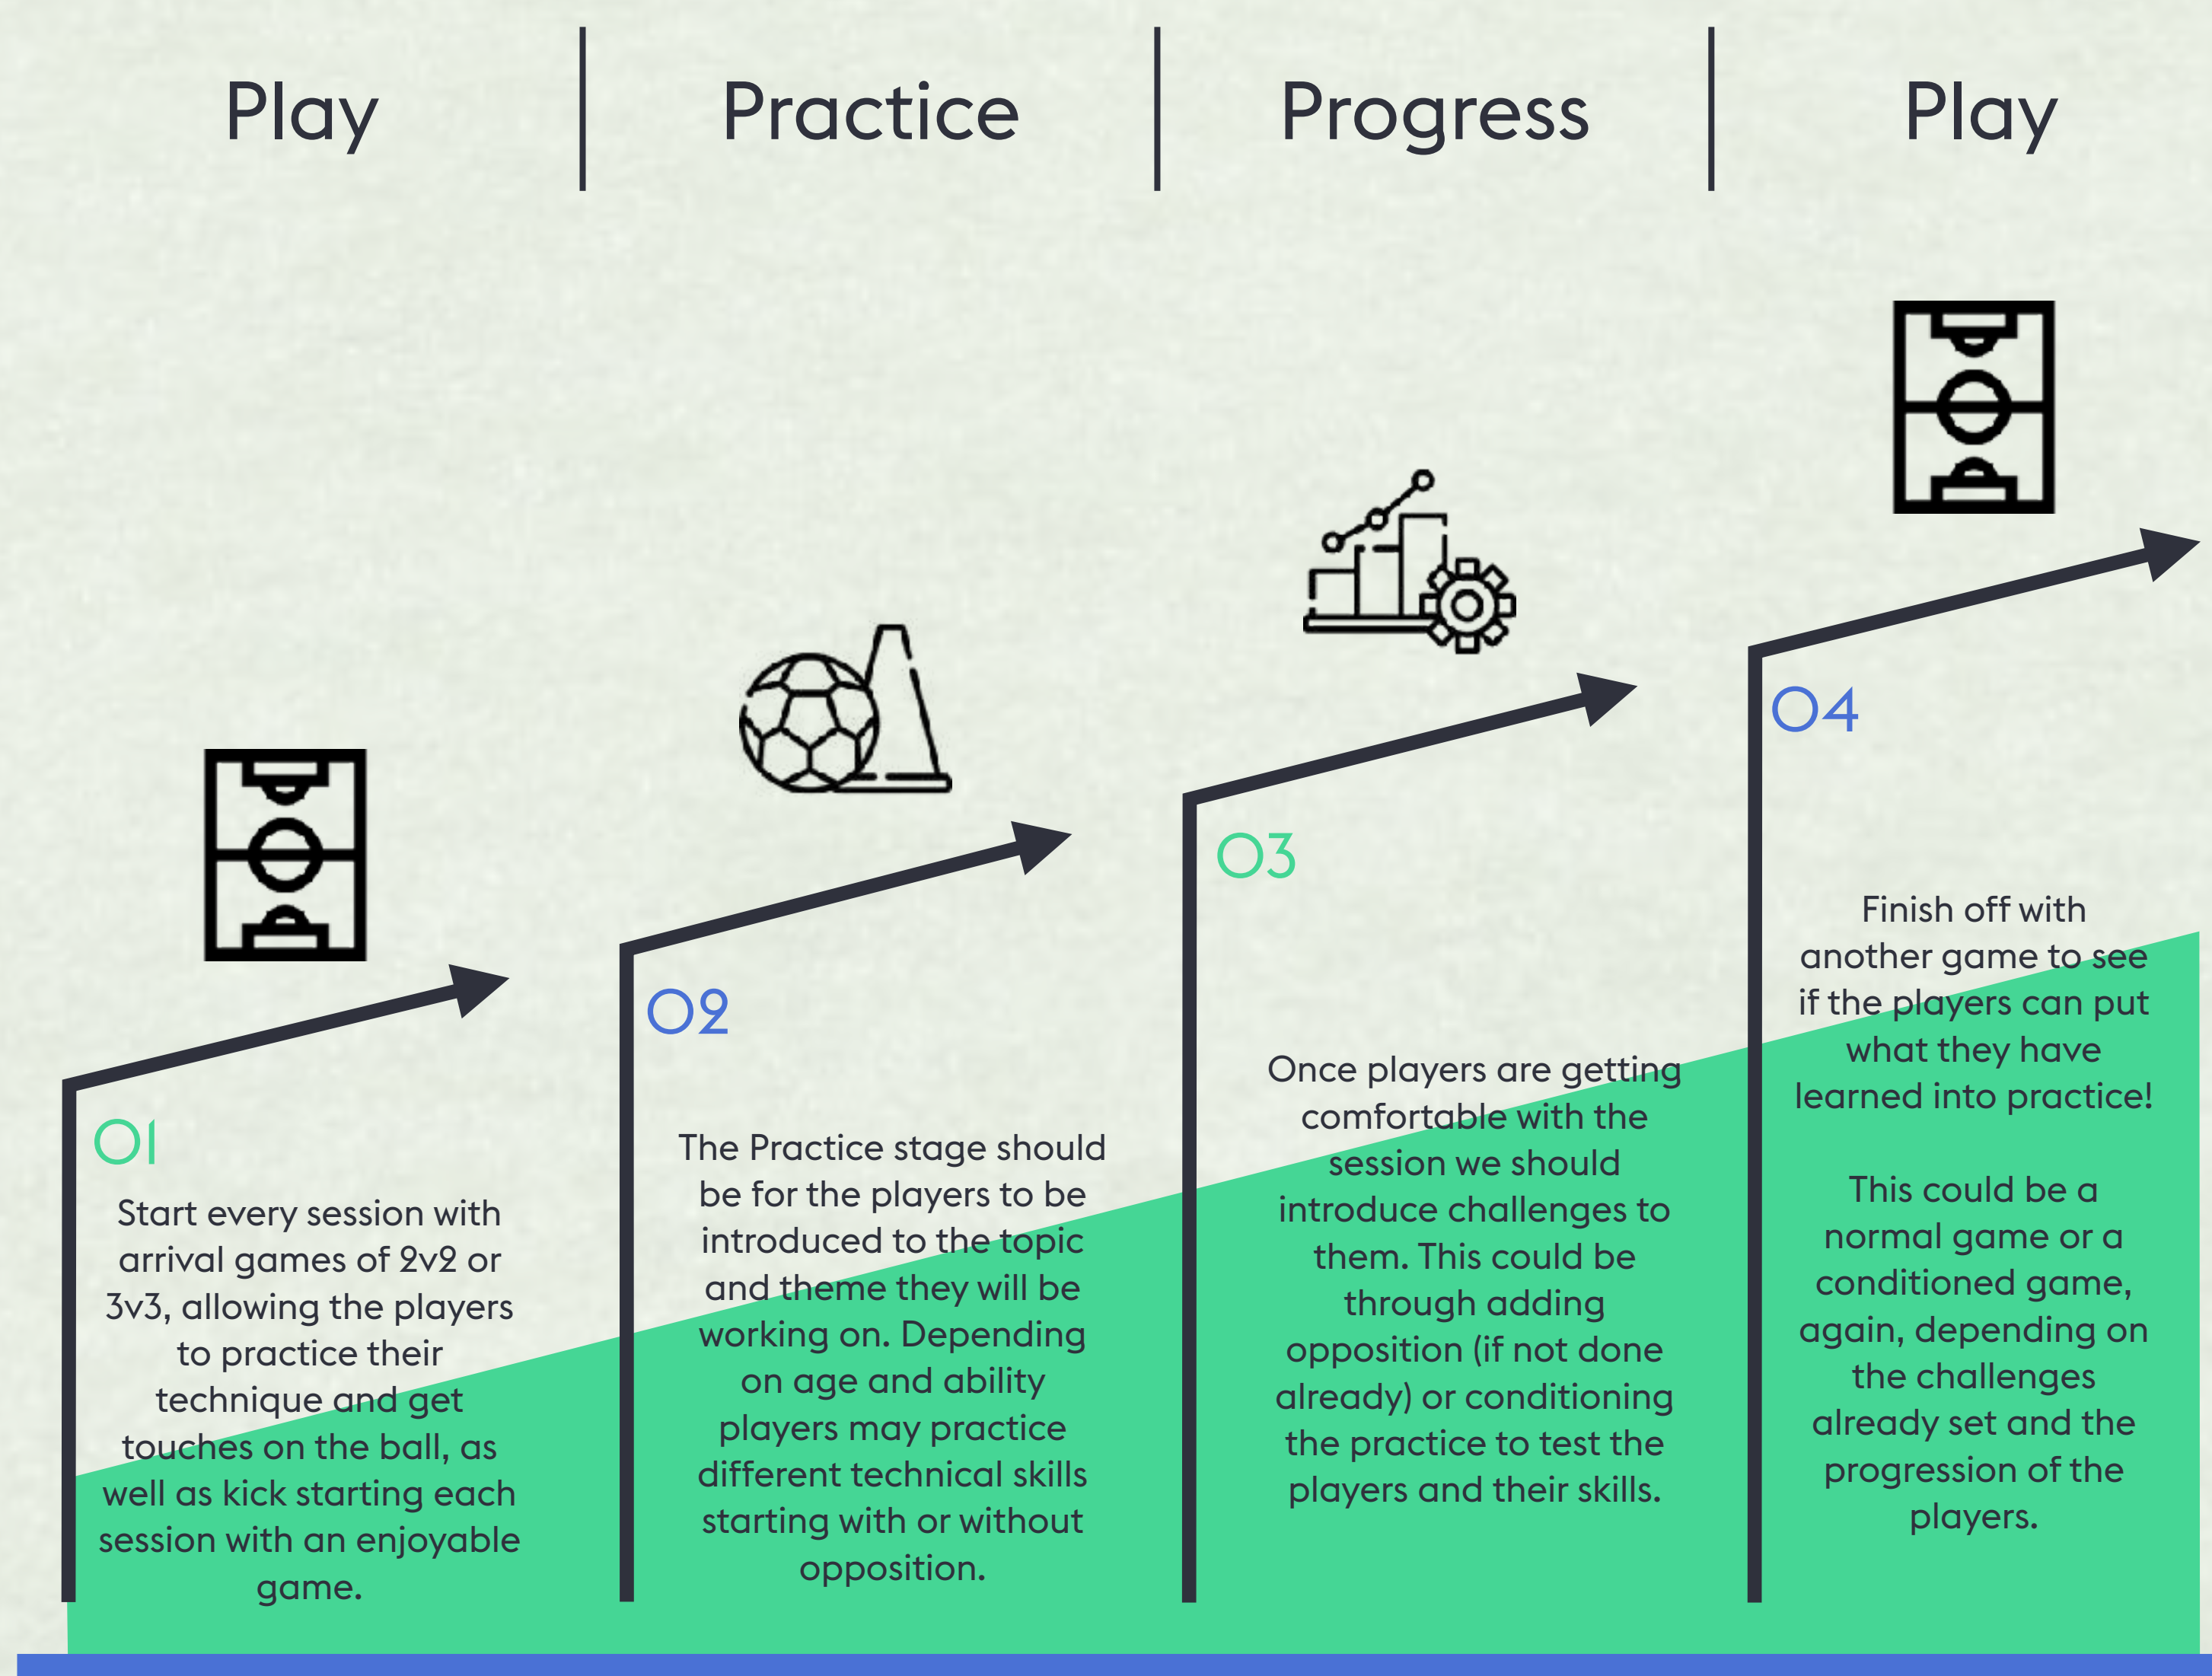 Play
Practice
Progress
Play
01
Start every session with
arrival games of 2v2 or
3v3, allowing the players
to practice their
technique and get
touches on the ball, as
well as kick starting each
session with an enjoyable
game.
02
The Practice stage should
be for the players to be
introduced to the topic
and theme they will be
working on. Depending
on age and ability
players may practice
different technical skills
starting with or without
opposition.
03
Once players are getting
comfortable with the
session we should
introduce challenges to
them. This could be
through adding
opposition (if not done
already) or conditioning
the practice to test the
players and their skills.
04
Finish off with
another game to see
if the players can put
what they have
learned into practice!
This could be a
normal game or a
conditioned game,
again, depending on
the challenges
already set and the
progression of the
players.